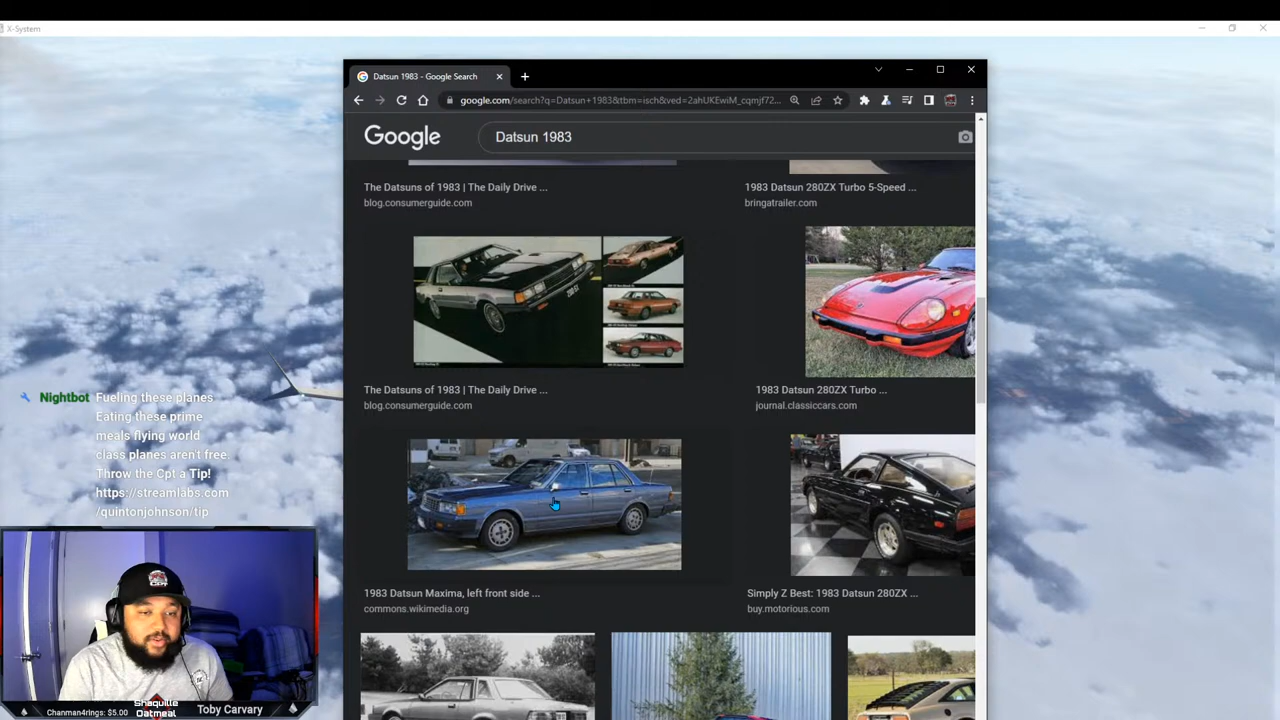 X-System
Datsun 1983 - Google Search
google.com/search?q=Datsun+1983&tbm=isch&ved=2ahUKEwiM_cqmjf72...
Google
Datsun 1983
The Datsuns of 1983 | The Daily Drive ...
blog.consumerguide.com
1983 Datsun 280ZX Turbo 5-Speed ...
bringatrailer.com
The Datsuns of 1983 | The Daily Drive ...
blog.consumerguide.com
1983 Datsun 280ZX Turbo ...
journal.classiccars.com
1983 Datsun Maxima, left front side ...
commons.wikimedia.org
Simply Z Best: 1983 Datsun 280ZX ...
buy.motorious.com
Nightbot Fueling these planes
Eating these prime
meals flying world
class planes aren't free.
Throw the Cpt a Tip!
https://streamlabs.com
/quintonjohnson/tip
CPT
Chanman4rings: $5.00
Shaquille
Oatmeal
Toby Carvary